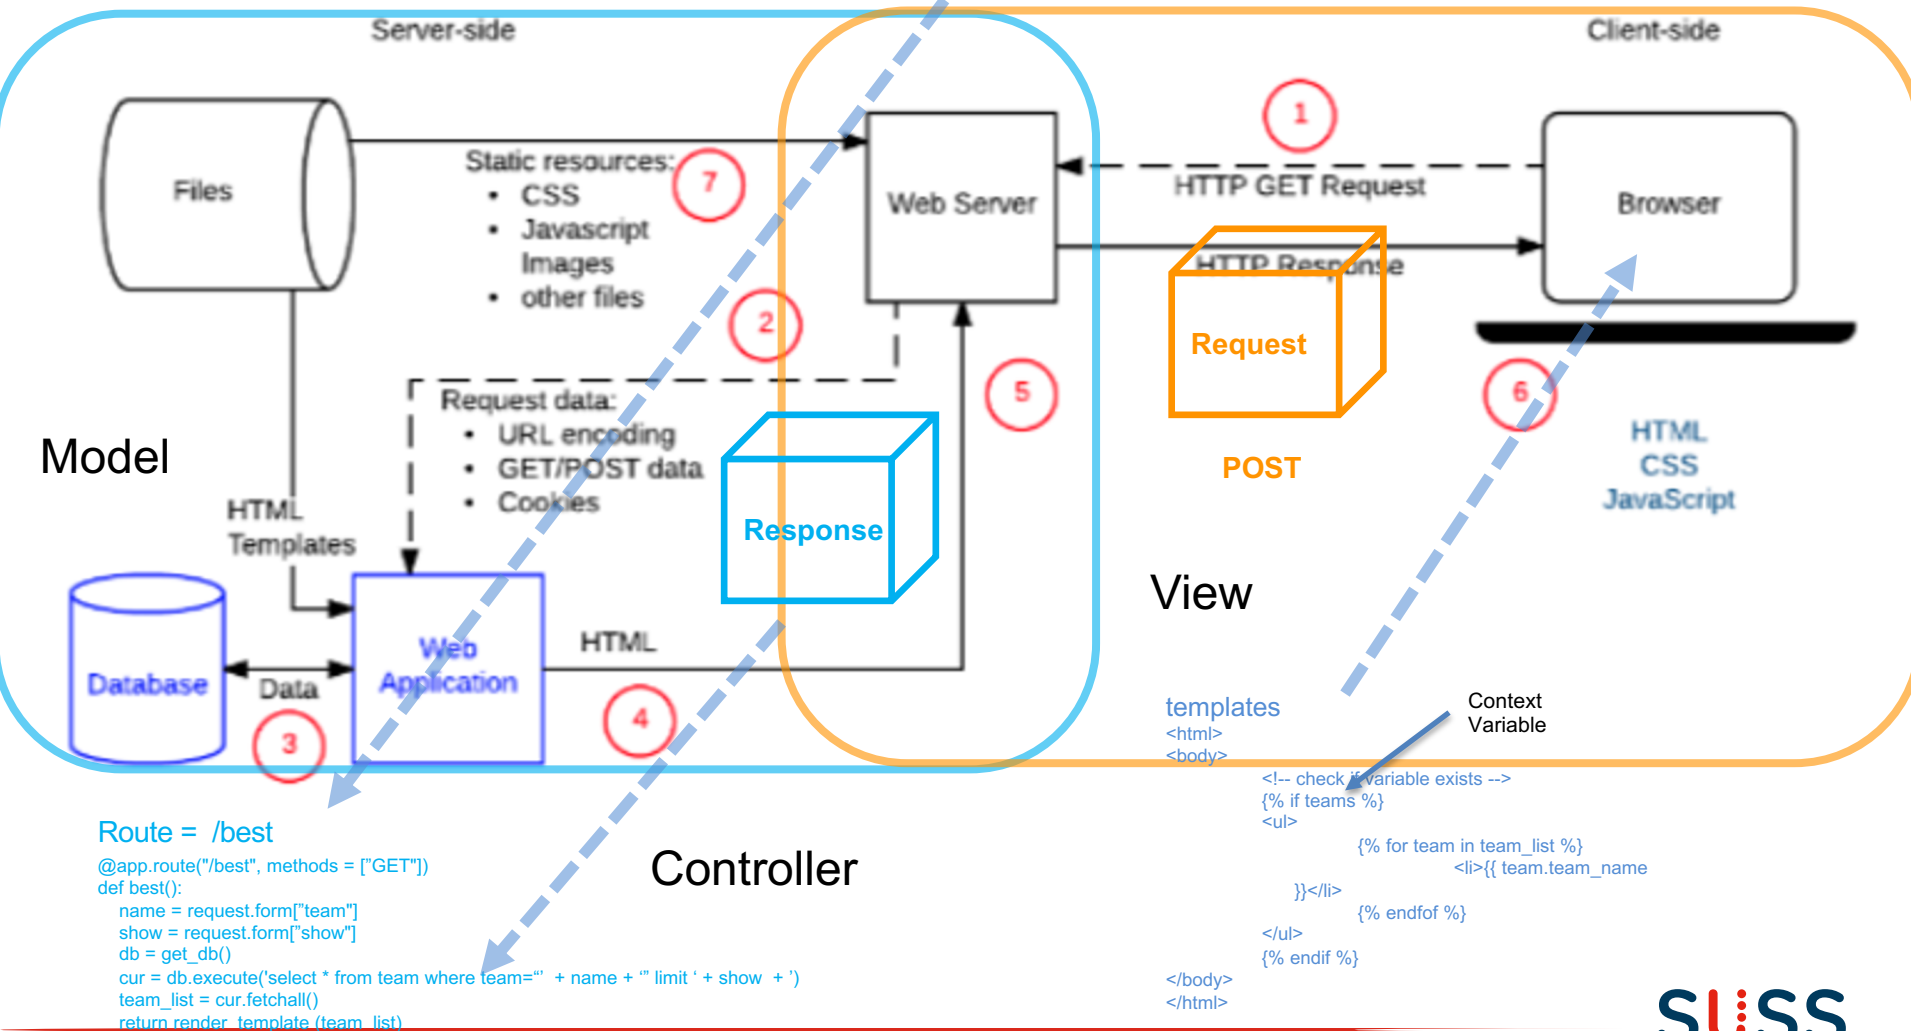 Server-side
Client-side
1
Static resources:
7
CSS
Javascript
Images
other files
Files
Web Server
HTTP GET Request
Browser
HTTP Response
2
Request
5
6
Request data:
URL encoding
GET/POST data
Cookies
Model
POST
HTML
CSS
JavaScript
Response
HTML
Templates
View
Web
Application
HTML
Database
Data
3
4
templates
Context
Variable
<html>
<body>
<!-- check if variable exists -->
{% if teams %}
<ul>
{% for team in team_list %}
<li>{{ team.team_name
}}</li>
{% endfof %}
</ul>
{% endif %}
</body>
</html>
Route =  /best
Controller
@app.route("/best", methods = ["GET"])
def best():
name = request.form["team"]
show = request.form["show"]
db = get_db()
cur = db.execute('select * from team where team="'  + name + '" limit ' + show  + ')
team_list = cur.fetchall()
return render_template (team_list)
SUSS